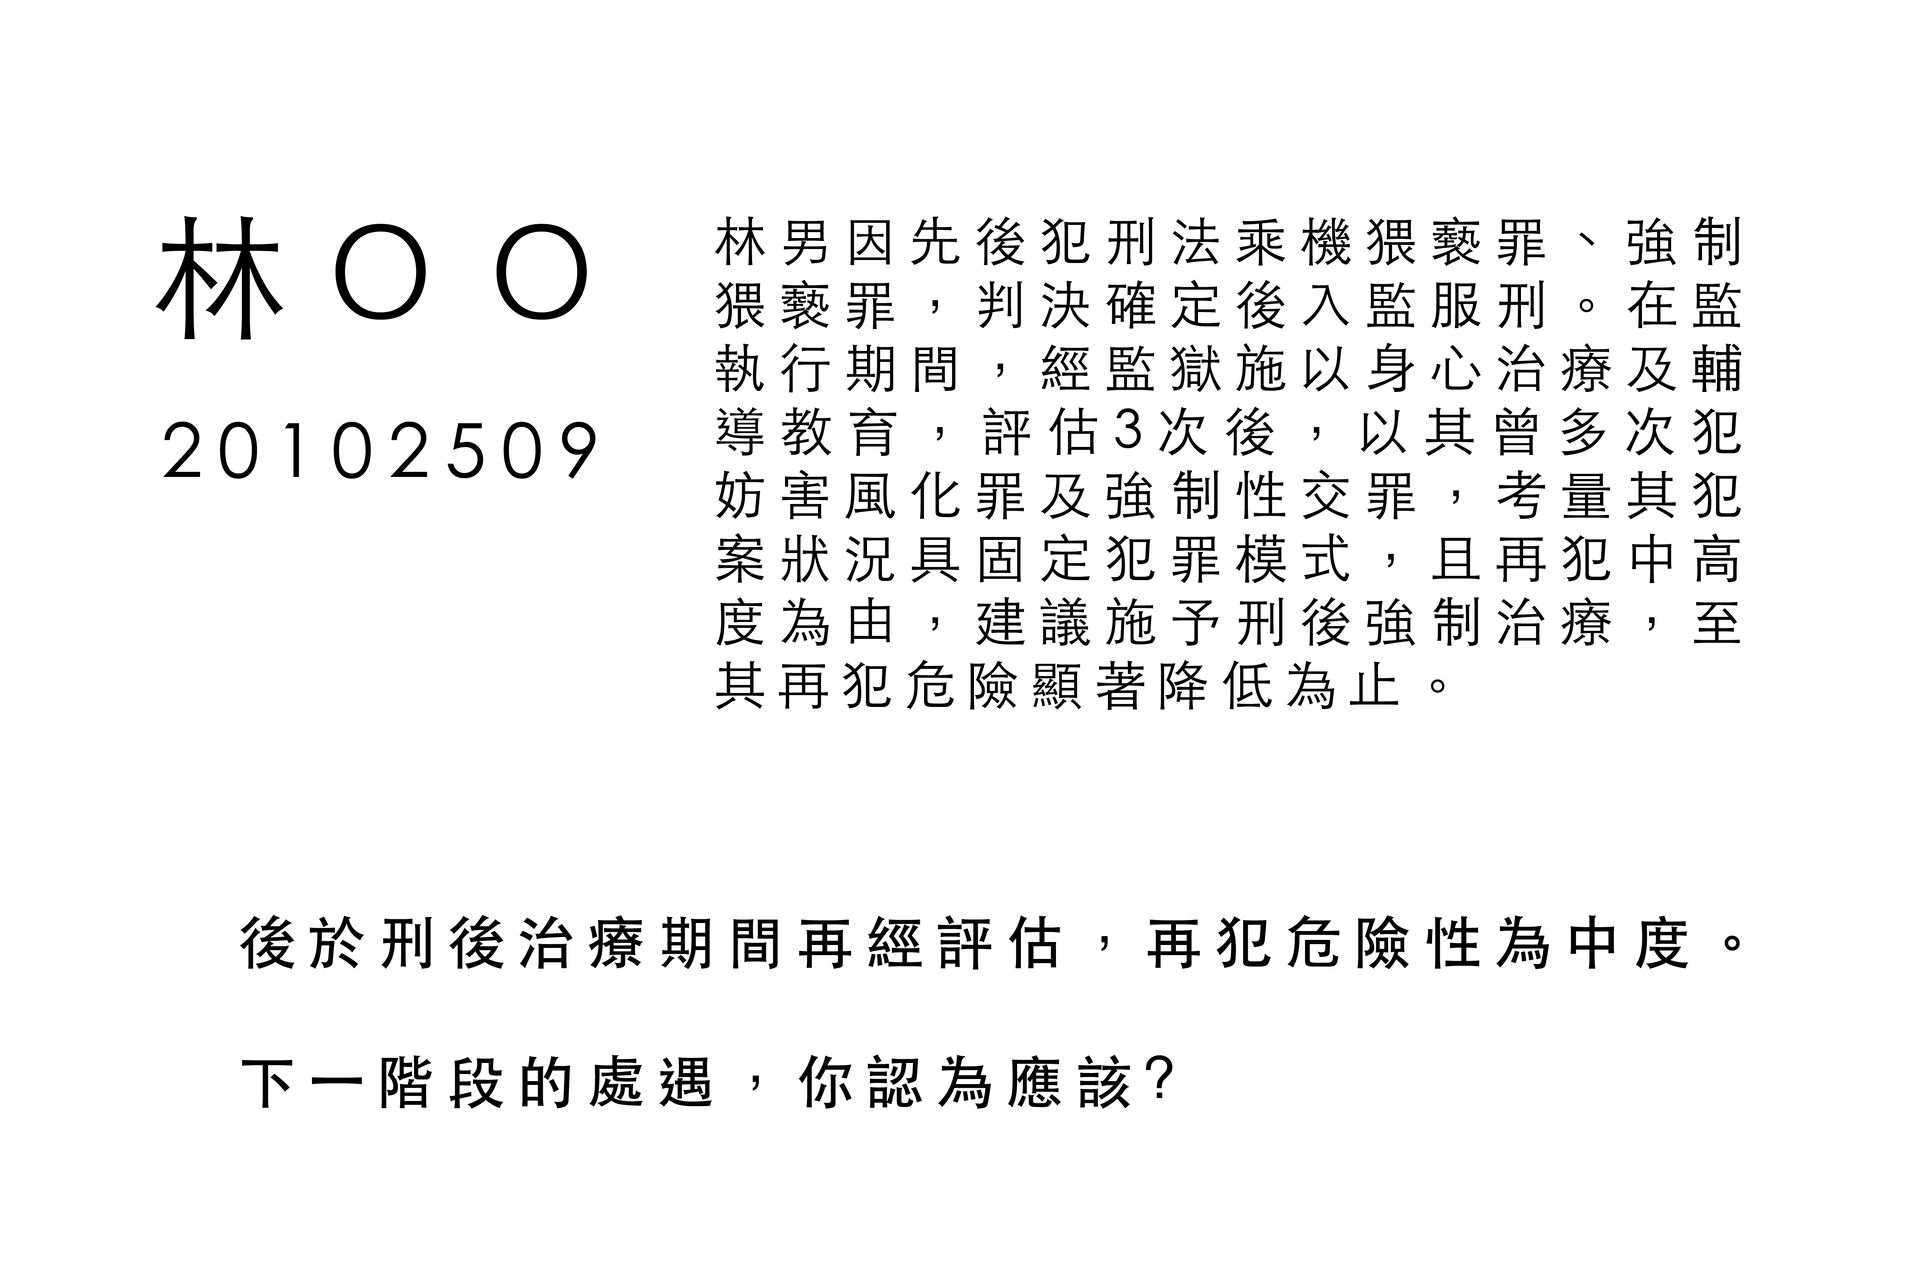 林OO
20102509
林男因先後犯刑法乘機猥褻罪、強制
猥褻罪，判決確定後入監服刑。在監
執行期間，經監獄施以身心治療及輔
導教育，評估3次後，以其曾多次犯
妨害風化罪及強制性交罪，考量其犯
案狀況具固定犯罪模式，且再犯中高
度為由，建議施予刑後強制治療，至
其再犯危險顯著降低為止。
後於刑後治療期間再經評估，再犯危險性為中度。
下一階段的處遇，你認為應該?